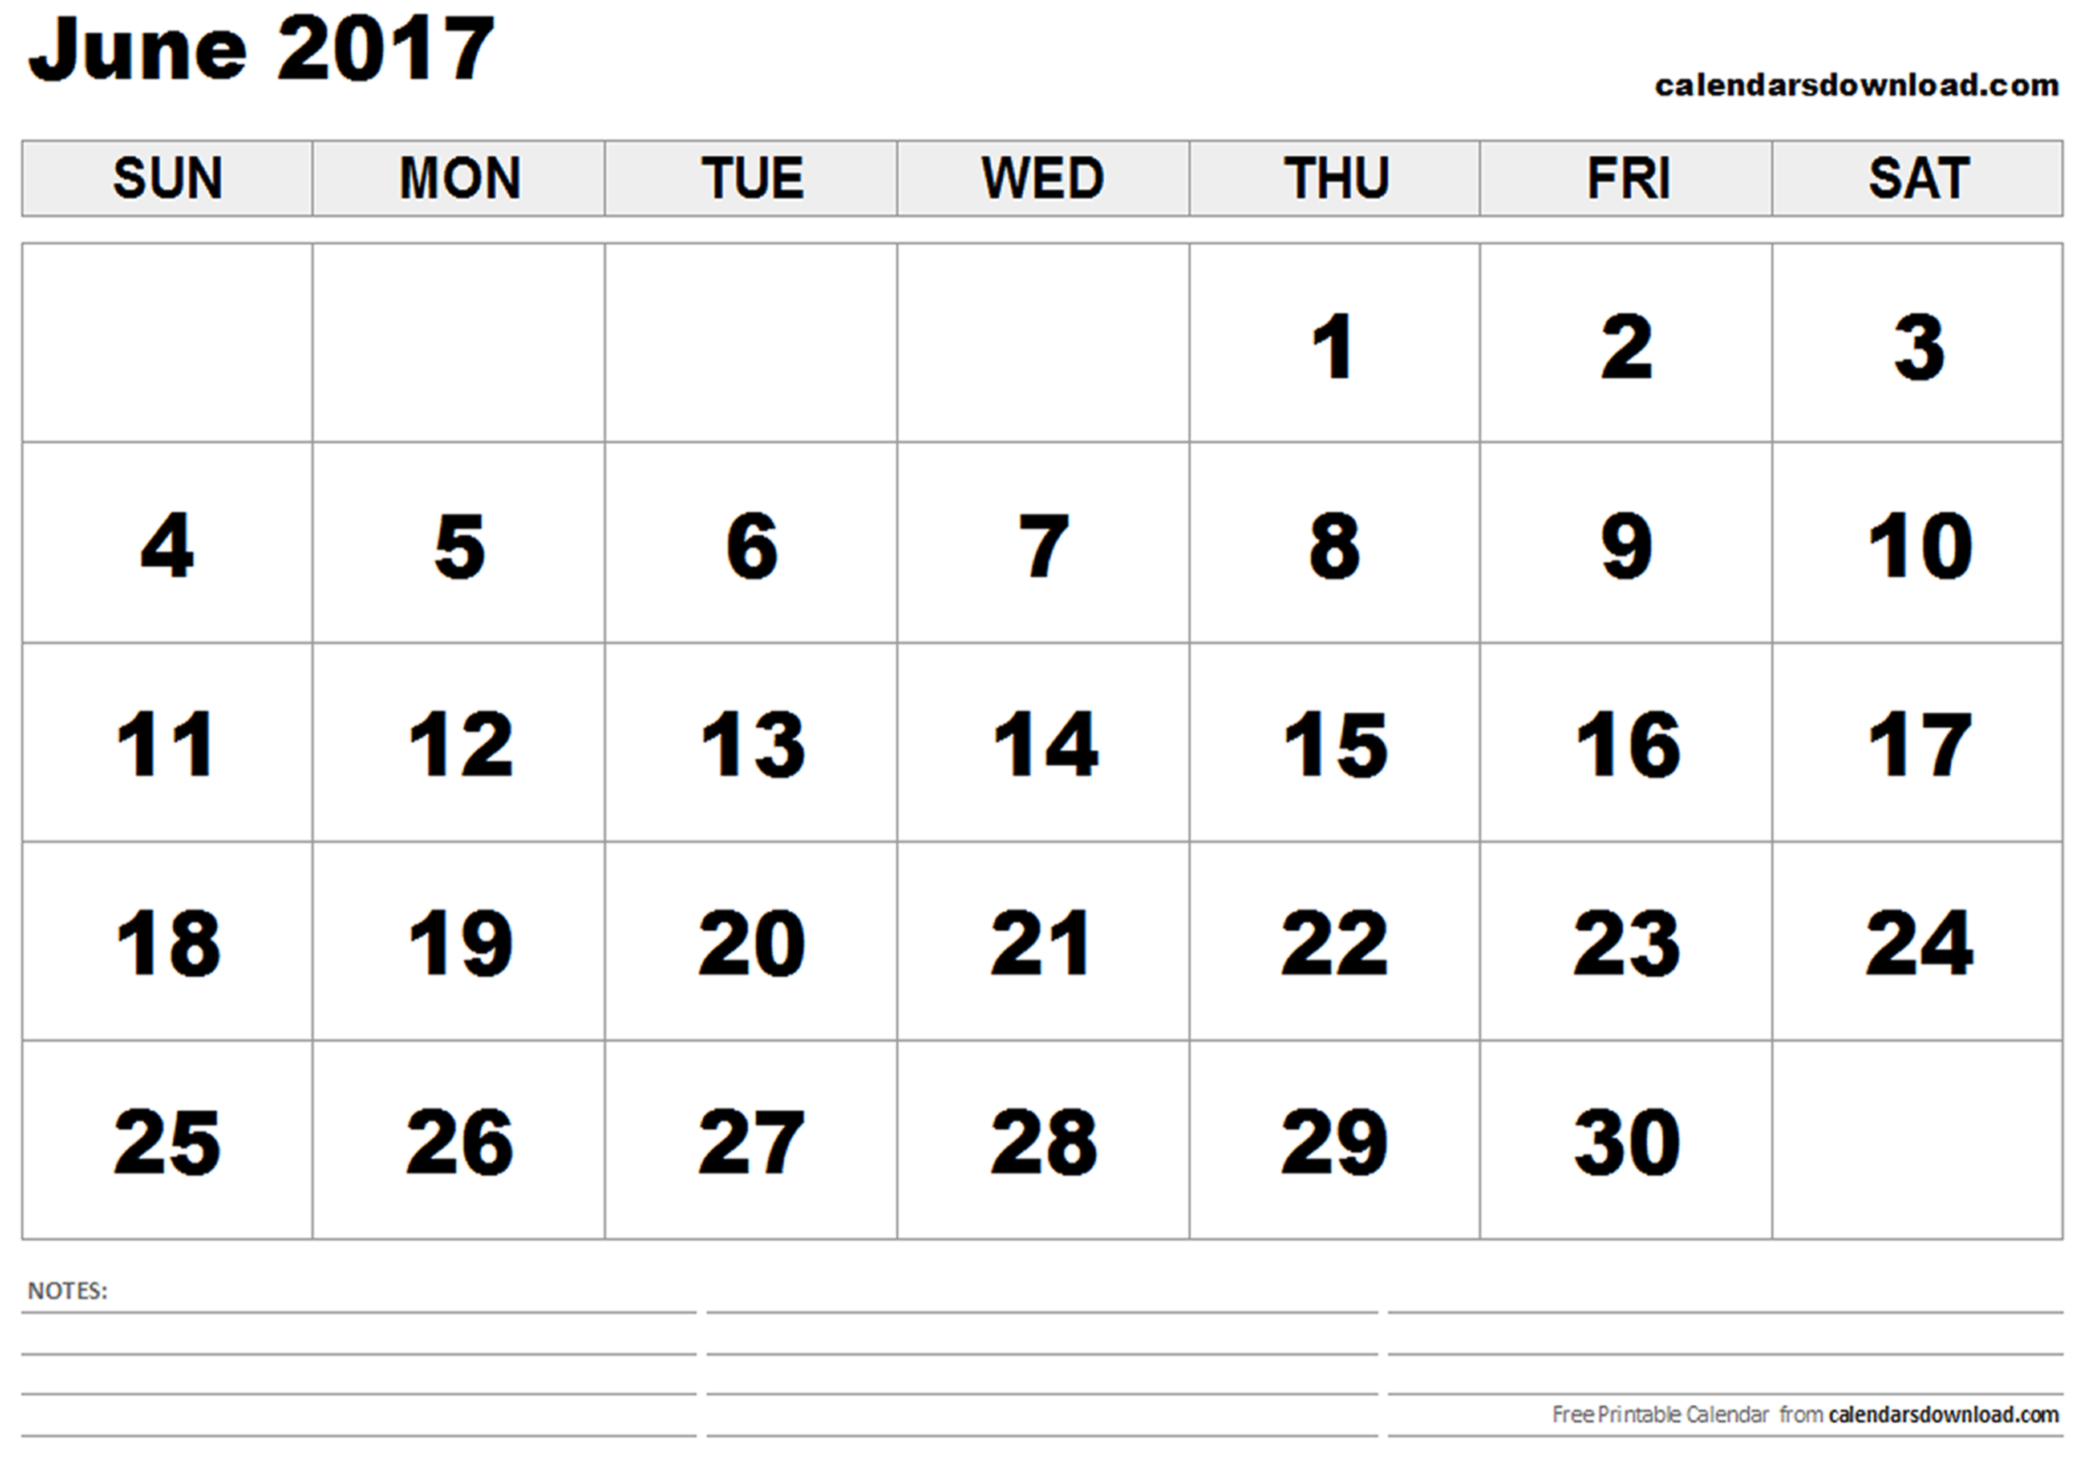 June 2017
calendarsdownload.com
SUN MON TUE WED THU FRI SAT
1 2 3
4 5 6 7 8 9 10
11 12 13 14 15 16 17
18 19 20 21 22 23 24
25 26 27 28 29 30
NOTES:
Free Printable Calendar from calendarsdownload.com